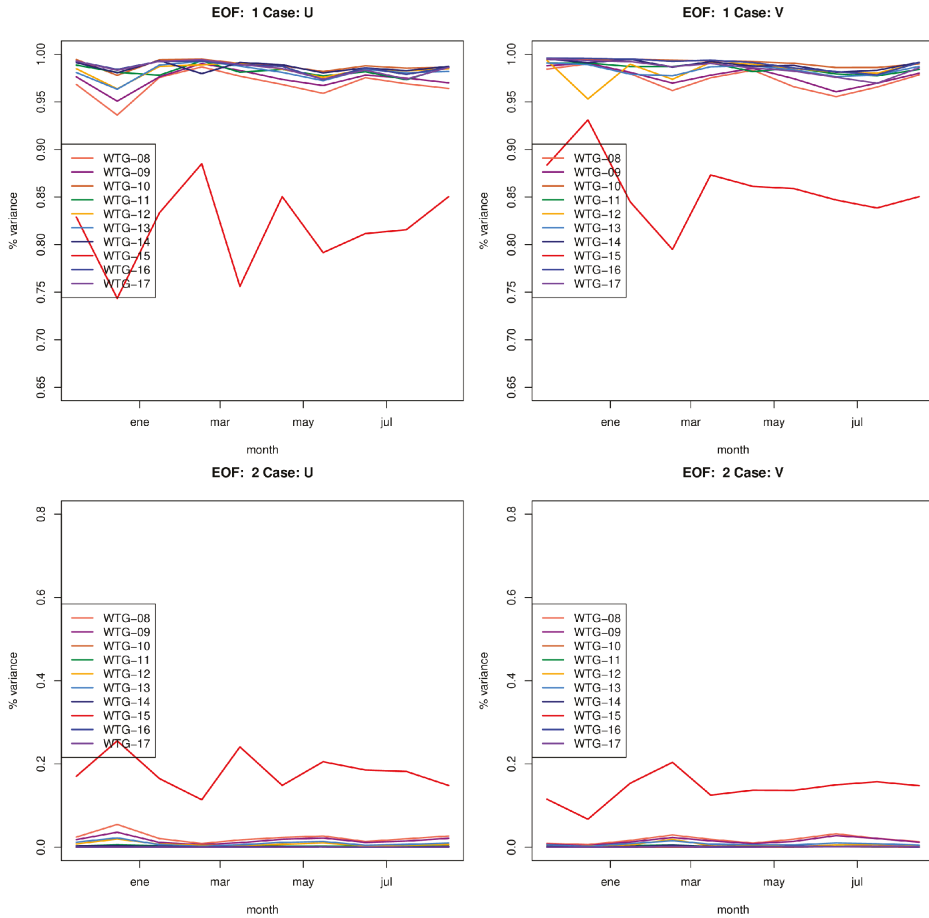 EOF: 1 Case: U
% variance
1.00
0.95
0.90
0.85
0.80
0.75
0.70
0.65
WTG-08
WTG-09
WTG-10
WTG-11
WTG-12
WTG-13
WTG-14
WTG-15
WTG-16
WTG-17
ene
mar
may
jul
month
EOF: 1 Case: V
% variance
1.00
0.95
0.90
0.85
0.80
0.75
0.70
0.65
WTG-08
WTG-09
WTG-10
WTG-11
WTG-12
WTG-13
WTG-14
WTG-15
WTG-16
WTG-17
ene
mar
may
jul
month
EOF: 2 Case: U
% variance
0.8
0.6
0.4
0.2
0.0
WTG-08
WTG-09
WTG-10
WTG-11
WTG-12
WTG-13
WTG-14
WTG-15
WTG-16
WTG-17
ene
mar
may
jul
month
EOF: 2 Case: V
% variance
0.8
0.6
0.4
0.2
0.0
WTG-08
WTG-09
WTG-10
WTG-11
WTG-12
WTG-13
WTG-14
WTG-15
WTG-16
WTG-17
ene
mar
may
jul
month